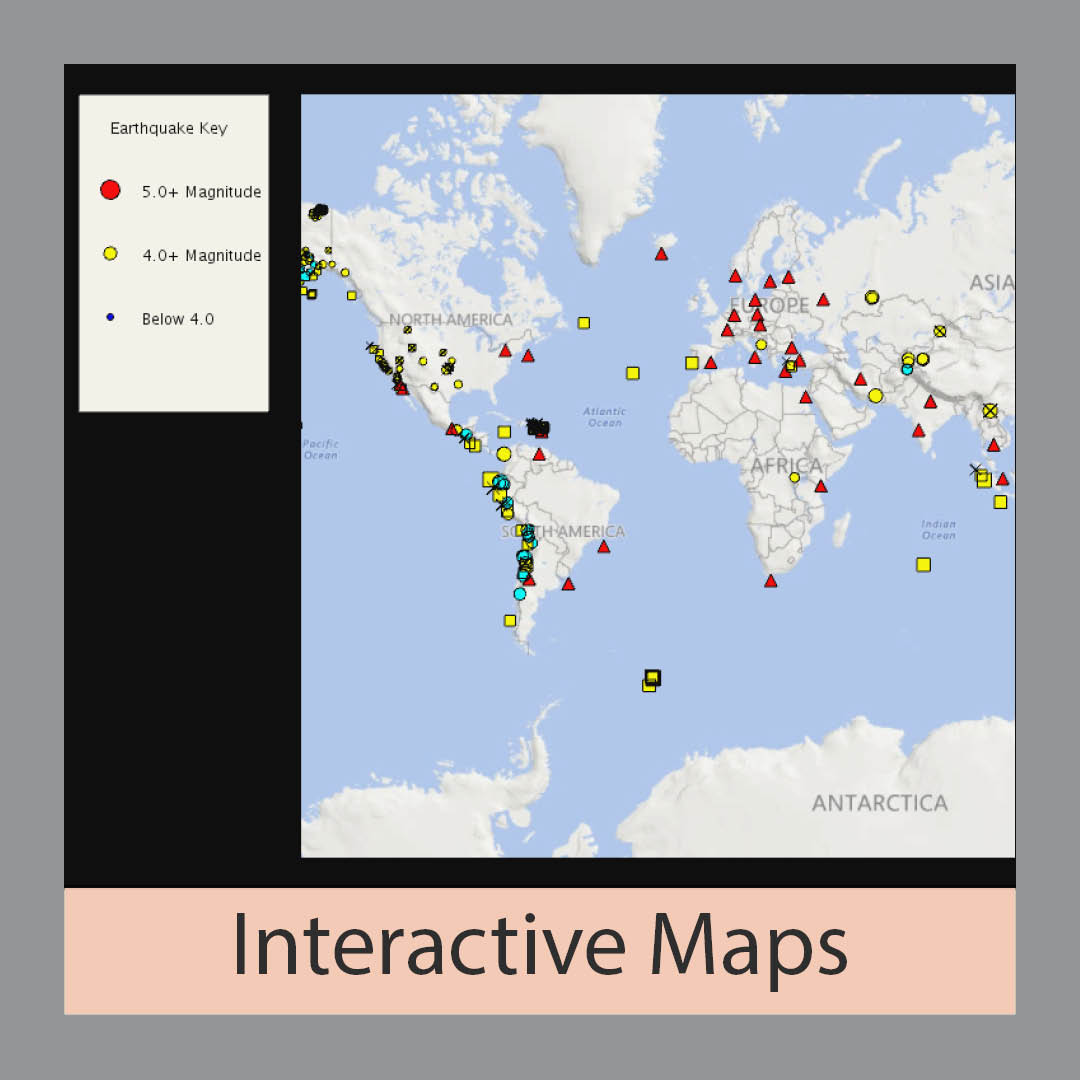 Earthquake Key
5.0+ Magnitude
4.0+ Magnitude
Below 4.0
ASIA
EUROPE
NORTH AMERICA
Atlantic
Ocean
Pacific
Ocean
AFRICA
SOUTH AMERICA
Indian
Ocean
ANTARCTICA
Interactive Maps